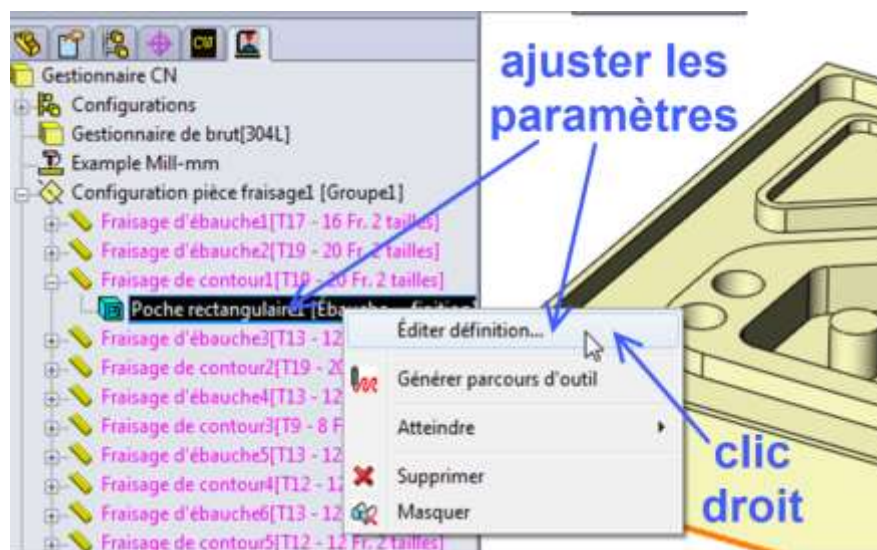 CW
ajuster les
paramètres
Gestionnaire CN
Configurations
Gestionnaire de brut[304L]
Example Mill-mm
Configuration pièce fraisage1 [Groupe1]
Fraisage d'ébauche1[T17 - 16 Fr. 2 tailles]
Fraisage d'ébauche2[T19 - 20 Fr. 2 tailles]
Fraisage de contour1[T19 - 20 Fr. 2 tailles]
Poche rectangulaire1 [Ébauche - finition]
Fraisage d'ébauche3[T13 - 12
Fraisage de contour2[T19 - 20
Fraisage d'ébauche4[T13 - 12
Fraisage de contour3[T9 - 8 F
Fraisage d'ébauche5[T13 - 12
Fraisage de contour4[T12 - 12
Fraisage d'ébauche6[T13 - 12
Fraisage de contour5[T12 - 12 Fr. 2 tailles]
Éditer définition...
Générer parcours d'outil
Atteindre
Supprimer
Masquer
clic
droit